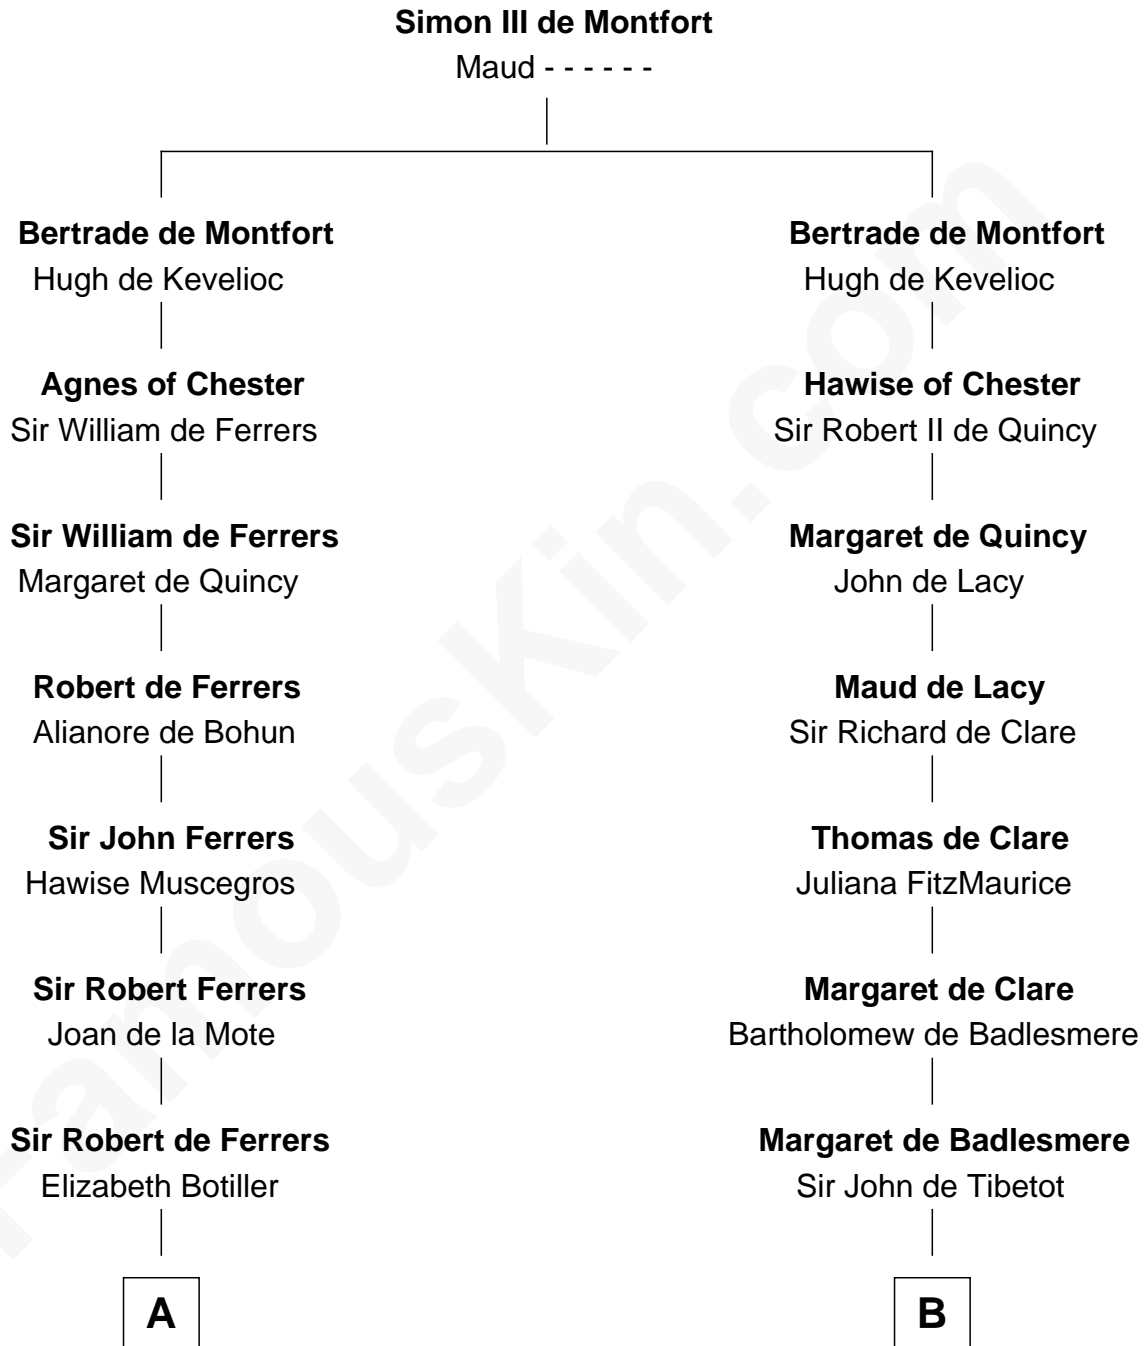 Simon III de Montfort
Maud - - - - - -
Bertrade de Montfort
Hugh de Kevelioc
Agnes of Chester
Sir William de Ferrers
Sir William de Ferrers
Margaret de Quincy
Robert de Ferrers
Alianore de Bohun
Sir John Ferrers
Hawise Muscegros
Sir Robert Ferrers
Joan de la Mote
Sir Robert de Ferrers
Elizabeth Botiller
A
Bertrade de Montfort
Hugh de Kevelioc
Hawise of Chester
Sir Robert II de Quincy
Margaret de Quincy
John de Lacy
Maud de Lacy
Sir Richard de Clare
Thomas de Clare
Juliana FitzMaurice
Margaret de Clare
Bartholomew de Badlesmere
Margaret de Badlesmere
Sir John de Tibetot
B
FamousKin.com